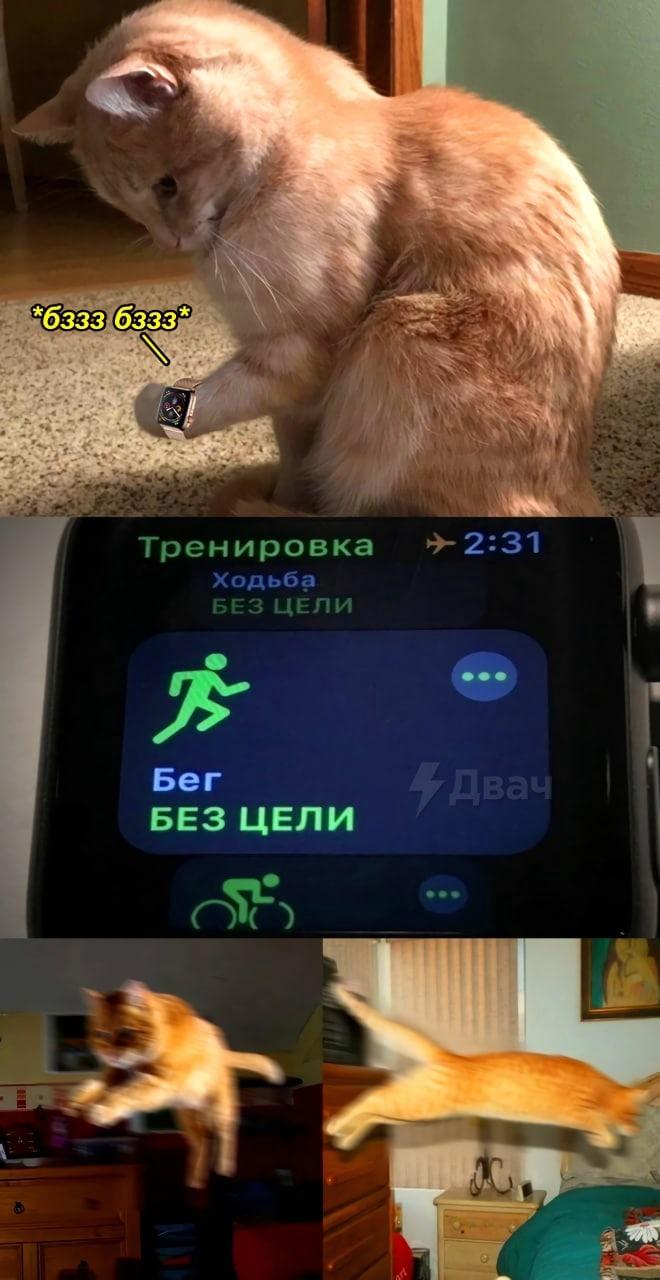 *бззз бззз*
Тренировка
2:31
Ходьба
БЕЗ ЦЕЛИ
Бег
БЕЗ ЦЕЛИ
Двач